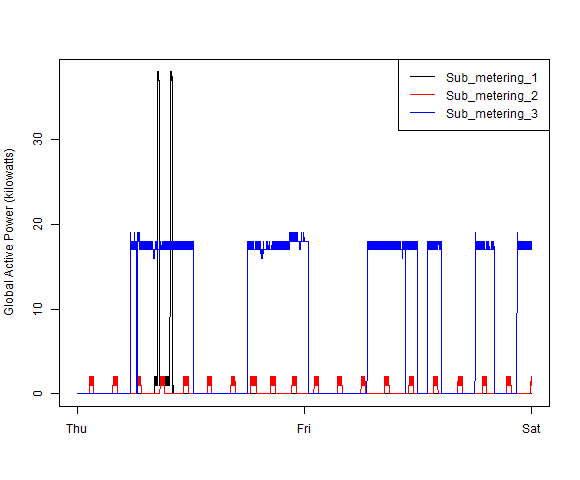 Sub_metering_1
Sub_metering_2
Sub_metering_3
Global Active Power (kilowatts)
30
20
10
0
Thu Fri Sat